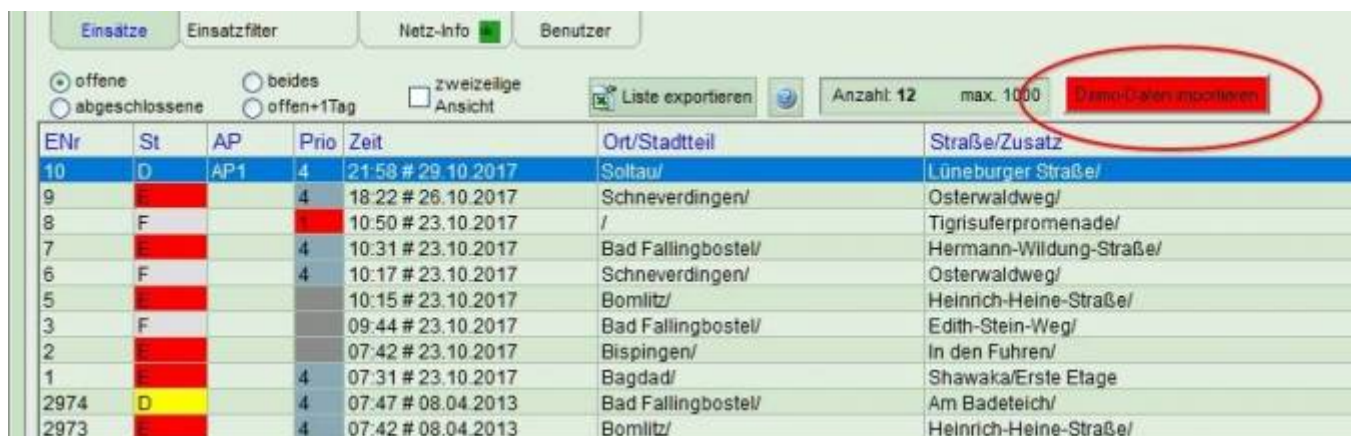 Einsätze Einsatzfilter Netz-Info Benutzer
offene beides zweizeilige
abgeschlossene offen+1Tag Ansicht Liste exportieren Anzahl: 12 max. 1000 Demo-Daten importieren
ENr St AP Prio Zeit Ort/Stadtteil Straße/Zusatz
10 D AP1 4 21:58 # 29.10.2017 Soltau/ Lüneburger Straße/
9 E 4 18:22 # 26.10.2017 Schneverdingen/ Osterwaldweg/
8 F 1 10:50 # 23.10.2017 / Tigrisuferpromenade/
7 E 4 10:31 # 23.10.2017 Bad Fallingbostel/ Hermann-Wildung-Straße/
6 F 4 10:17 # 23.10.2017 Schneverdingen/ Osterwaldweg/
5 E 10:15 # 23.10.2017 Bomlitz/ Heinrich-Heine-Straße/
3 F 09:44 # 23.10.2017 Bad Fallingbostel/ Edith-Stein-Weg/
2 E 07:42 # 23.10.2017 Bispingen/ In den Fuhren/
1 E 4 07:31 # 23.10.2017 Bagdad/ Shawaka/Erste Etage
2974 D 4 07:47 # 08.04.2013 Bad Fallingbostel/ Am Badeteich/
2973 E 4 07:42 # 08.04.2013 Bomlitz/ Heinrich-Heine-Straße/